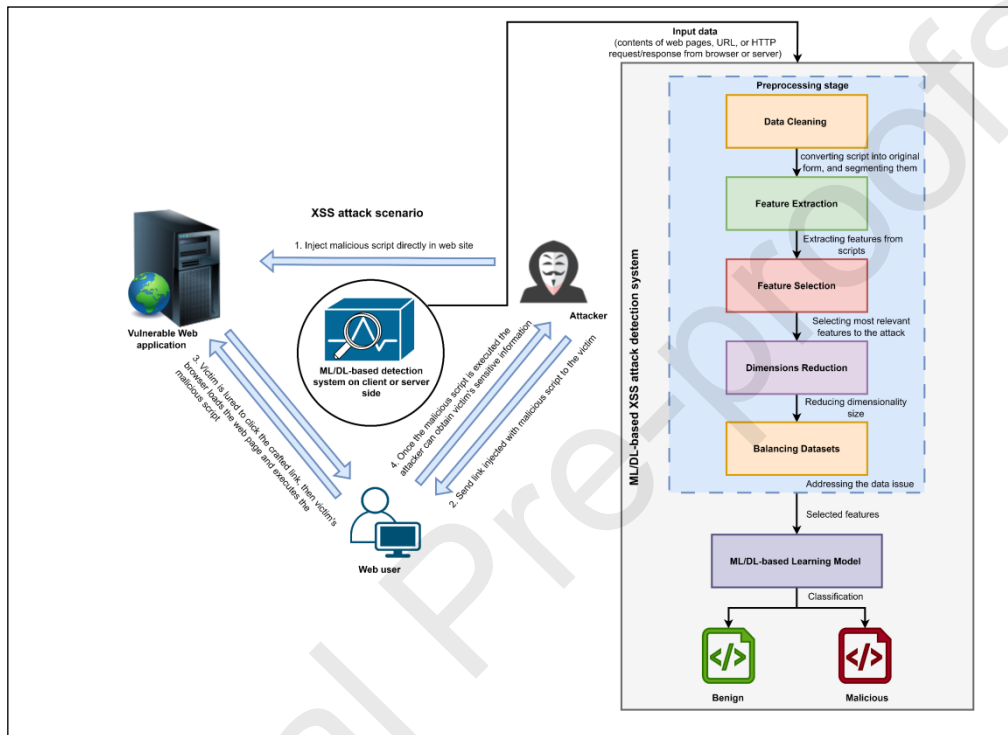 Input data
(contents of web pages, URL, or HTTP
request/response from browser or server)
XSS attack scenario
1. Inject malicious script directly in web site
Vulnerable Web
application
Attacker
ML/DL-based detection
system on client or server
side
3. Victim is lured to click the crafted link, then victim's
browser loads the web page and executes the
malicious script
4. Once the malicious script is executed the
attacker can obtain victim's sensitive information
2. Send link injected with malicious script to the victim
Web user
ML/DL-based XSS attack detection system
Preprocessing stage
Data Cleaning
converting script into original
form, and segmenting them
Feature Extraction
Extracting features from
scripts
Feature Selection
Selecting most relevant
features to the attack
Dimensions Reduction
Reducing dimensionality
size
Balancing Datasets
Addressing the data issue
Selected features
ML/DL-based Learning Model
Classification
</>
</>
Benign
Malicious
al Pre-proofs